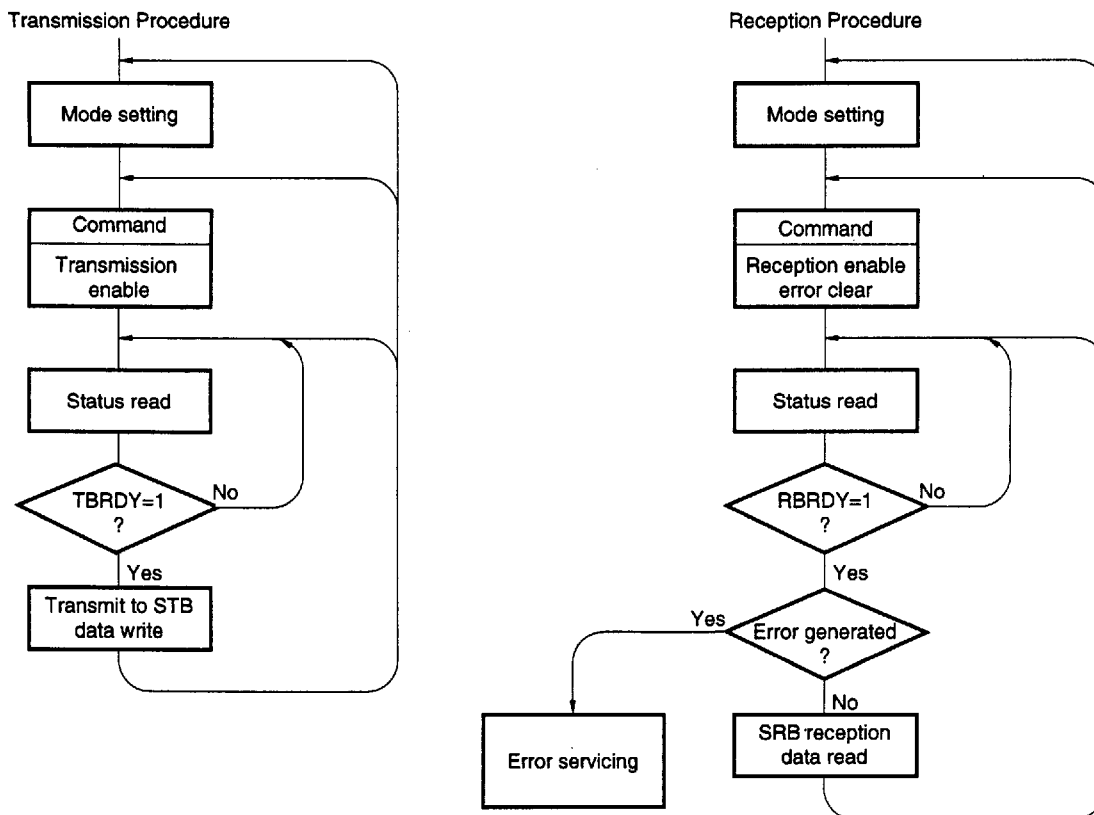 Transmission Procedure
Mode setting
Command
Transmission
enable
Status read
TBRDY=1
?
No
Yes
Transmit to STB
data write
Reception Procedure
Mode setting
Command
Reception enable
error clear
Status read
RBRDY=1
?
No
Yes
Error generated
?
Yes
No
Error servicing
SRB reception
data read